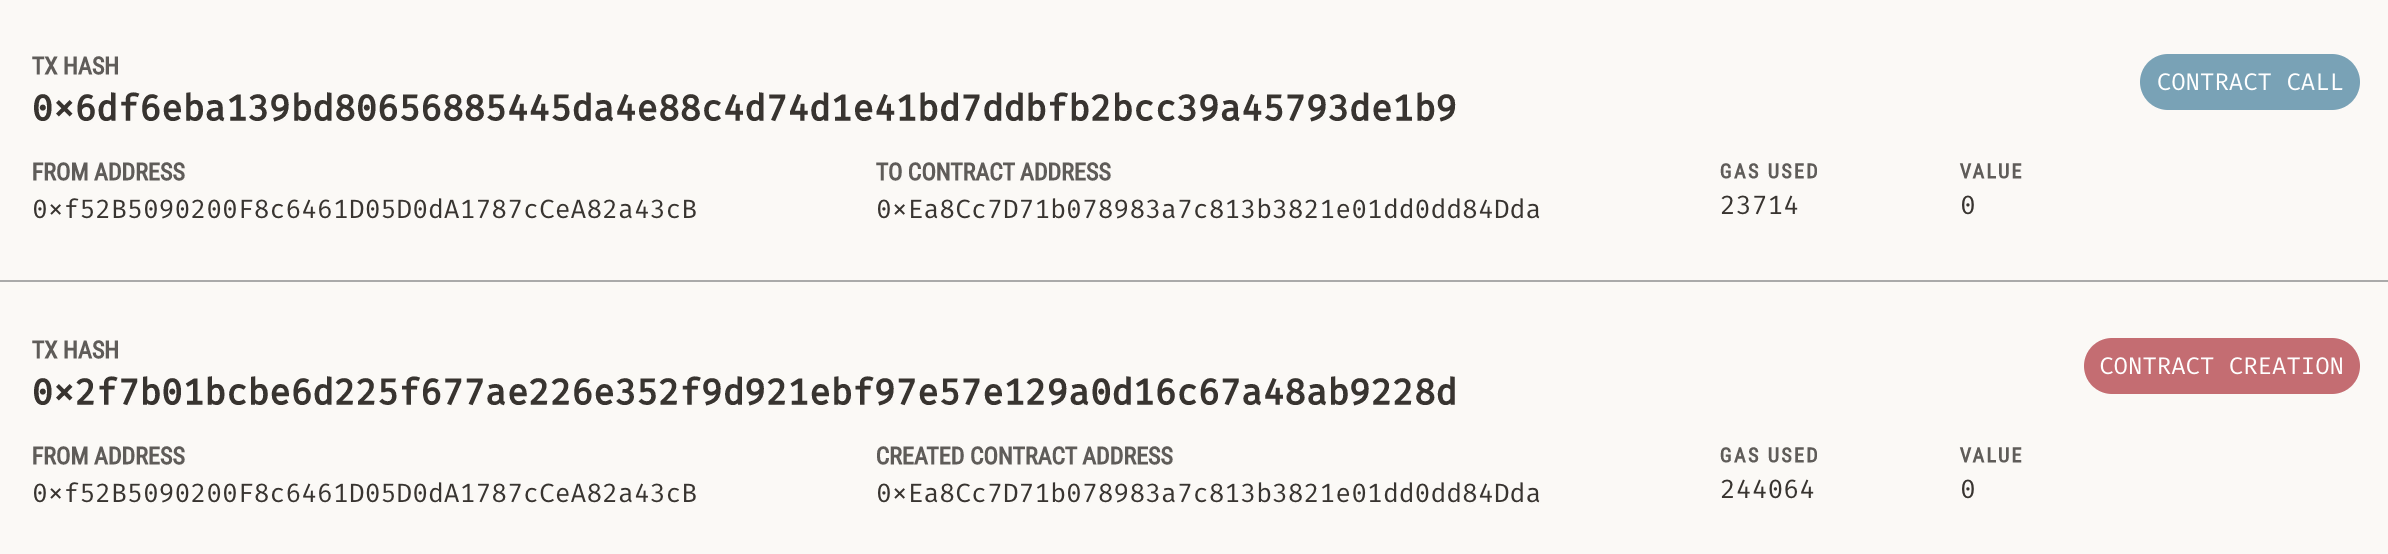 TX HASH
0×6df6eba139bd80656885445da4e88c4d74d1e41bd7ddbfb2bcc39a45793de1b9
CONTRACT CALL
FROM ADDRESS
0×f52B5090200F8c6461D05D0dA1787cCeA82a43cB
TO CONTRACT ADDRESS
0×Ea8Cc7D71b078983a7c813b3821e01dd0dd84Dda
GAS USED
23714
VALUE
0
TX HASH
0×2f7b01bcbe6d225f677ae226e352f9d921ebf97e57e129a0d16c67a48ab9228d
CONTRACT CREATION
FROM ADDRESS
0×f52B5090200F8c6461D05D0dA1787cCeA82a43cB
CREATED CONTRACT ADDRESS
0×Ea8Cc7D71b078983a7c813b3821e01dd0dd84Dda
GAS USED
244064
VALUE
0